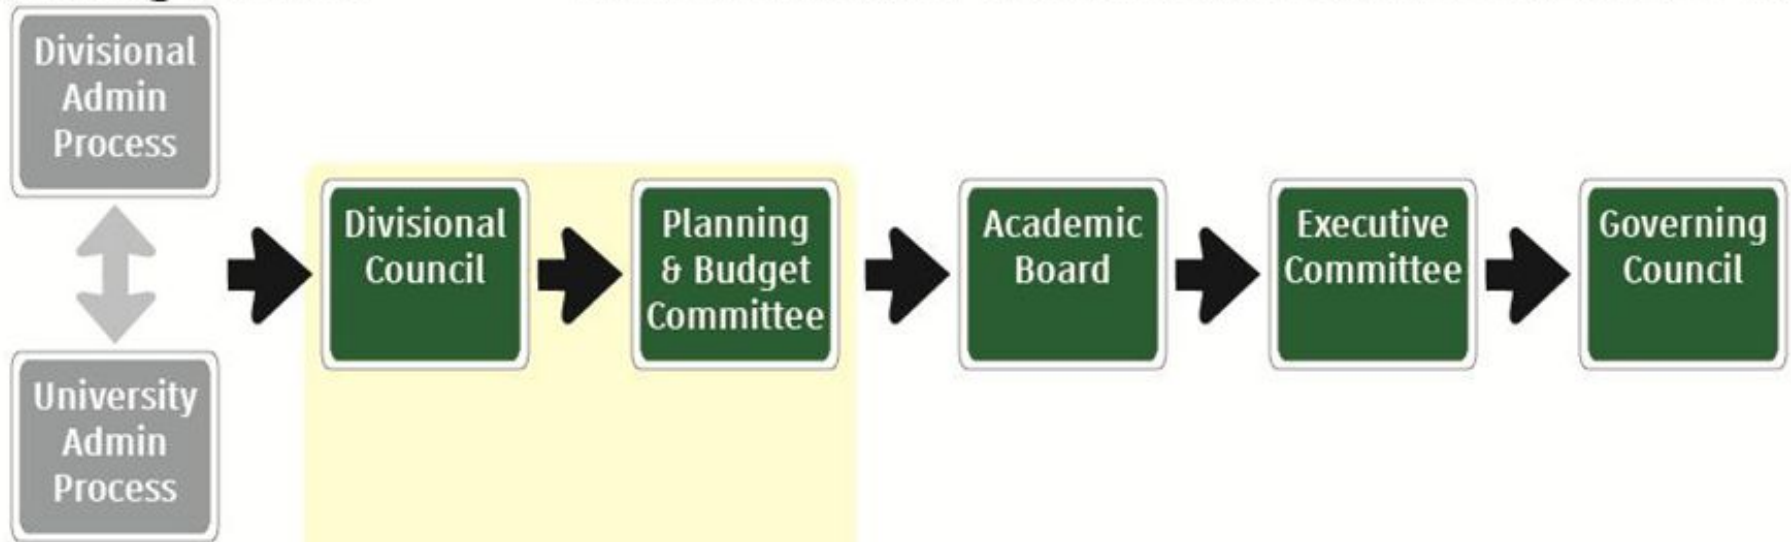 Divisional
Admin
Process
University
Admin
Process
Divisional
Council
Planning
& Budget
Committee
Academic
Board
Executive
Committee
Governing
Council